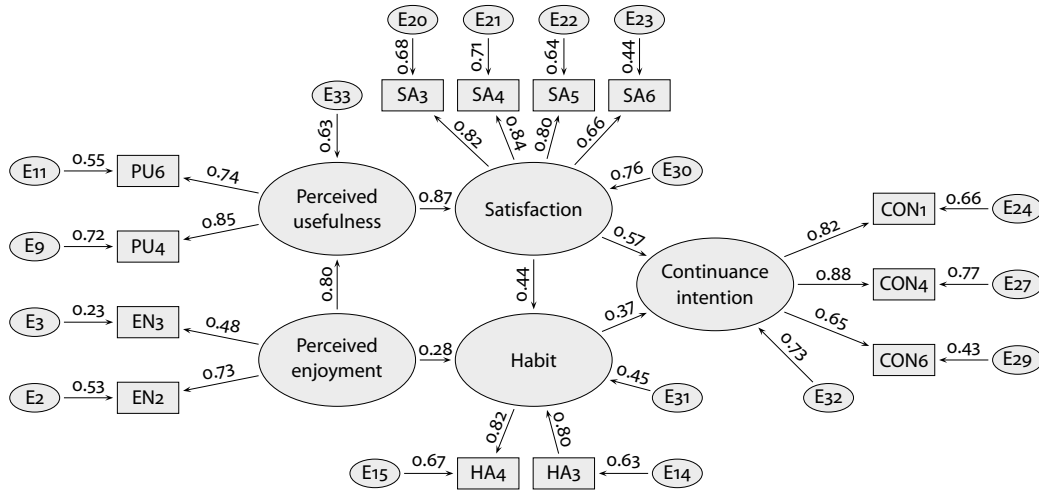 E20
E21
E22
E23
0.68
0.71
0.64
0.44
SA3
SA4
SA5
SA6
E33
0.63
0.82
0.84
0.80
0.66
E11
0.55
PU6
0.74
Perceived
usefulness
0.87
Satisfaction
0.76
E30
E9
0.72
PU4
0.85
0.57
CON1
0.66
E24
0.82
0.80
0.44
Continuance
intention
0.88
CON4
0.77
E27
E3
0.23
EN3
0.48
0.37
0.65
Perceived
enjoyment
0.28
Habit
0.73
CON6
0.43
E29
E2
0.53
EN2
0.73
0.45
E31
E32
0.82
0.80
E15
0.67
HA4
HA3
0.63
E14